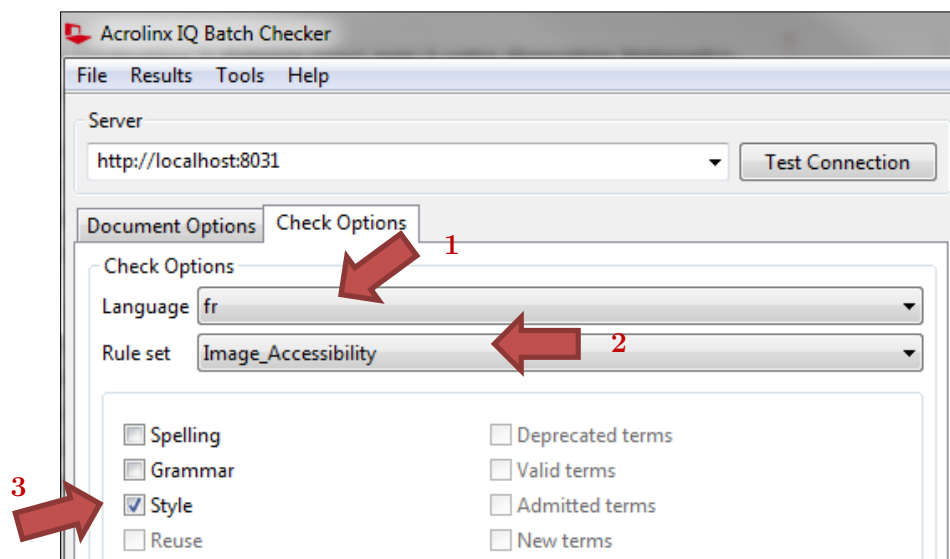 Acrolinx IQ Batch Checker
File Results Tools Help
Server
http://localhost:8031 Test Connection
Document Options Check Options
1
Check Options
Language fr
Rule set Image_Accessibility
2
Spelling Deprecated terms
Grammar Valid terms
3
Style Admitted terms
Reuse New terms